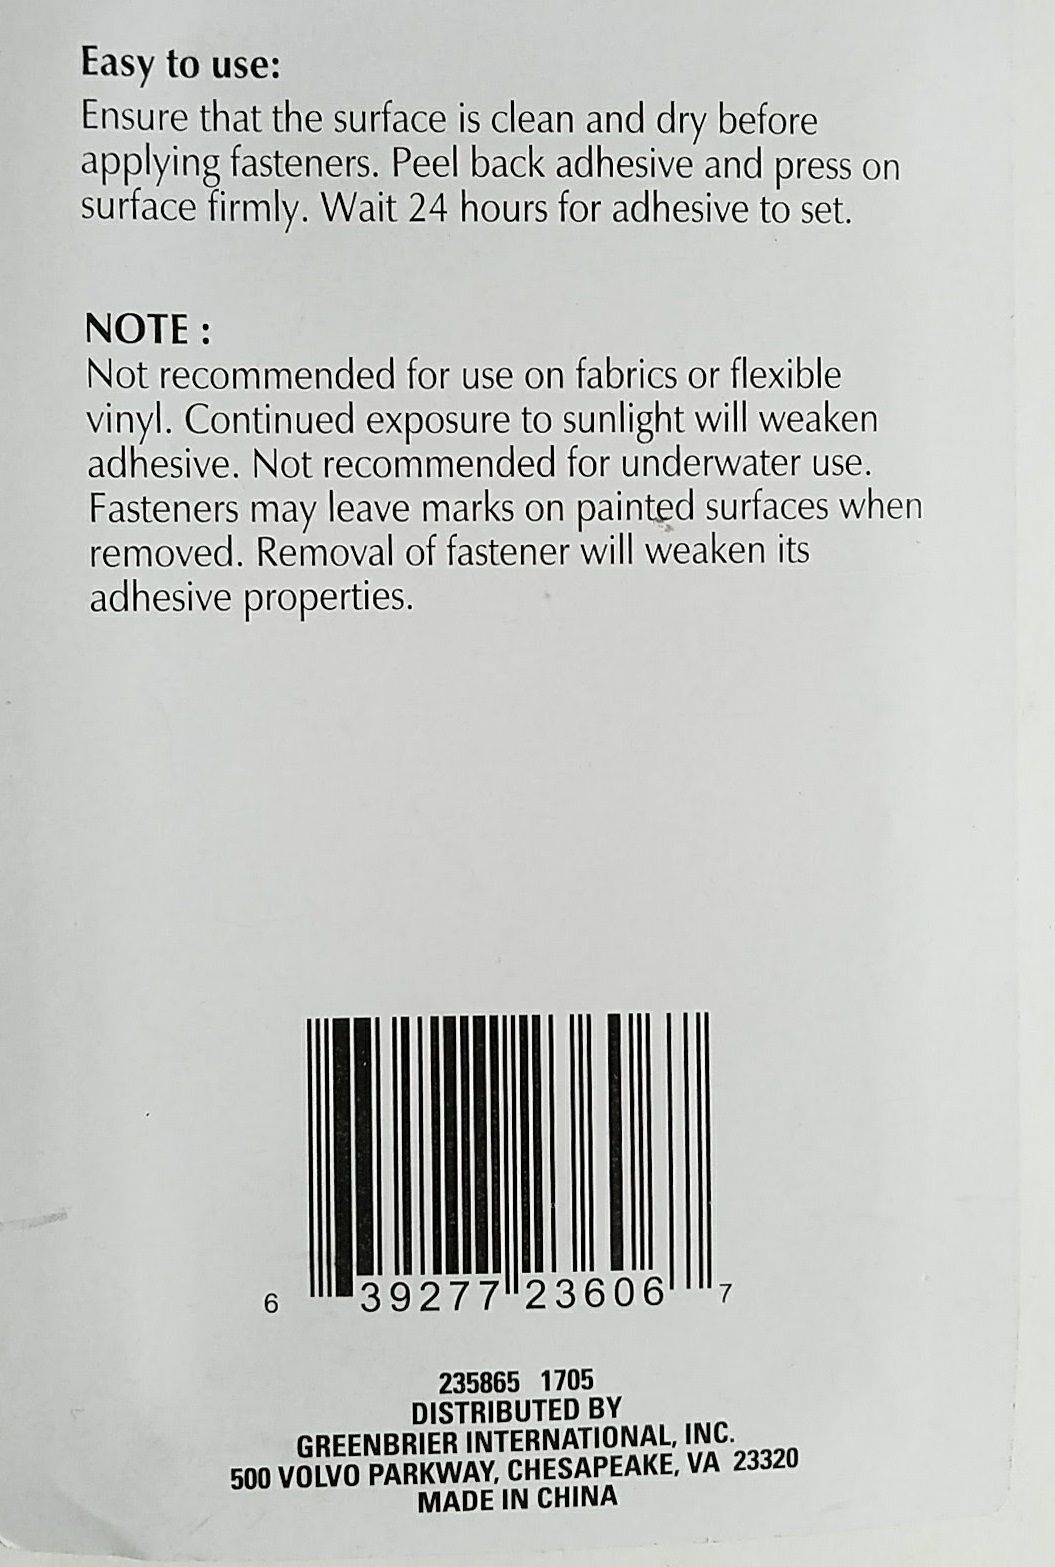 Easy to use:
Ensure that the surface is clean and dry before
applying fasteners. Peel back adhesive and press on
surface firmly. Wait 24 hours for adhesive to set.
NOTE :
Not recommended for use on fabrics or flexible
vinyl. Continued exposure to sunlight will weaken
adhesive. Not recommended for underwater use.
Fasteners may leave marks on painted surfaces when
removed. Removal of fastener will weaken its
adhesive properties.
6 39277 23606 7
235865 1705
DISTRIBUTED BY
GREENBRIER INTERNATIONAL, INC.
500 VOLVO PARKWAY, CHESAPEAKE, VA 23320
MADE IN CHINA